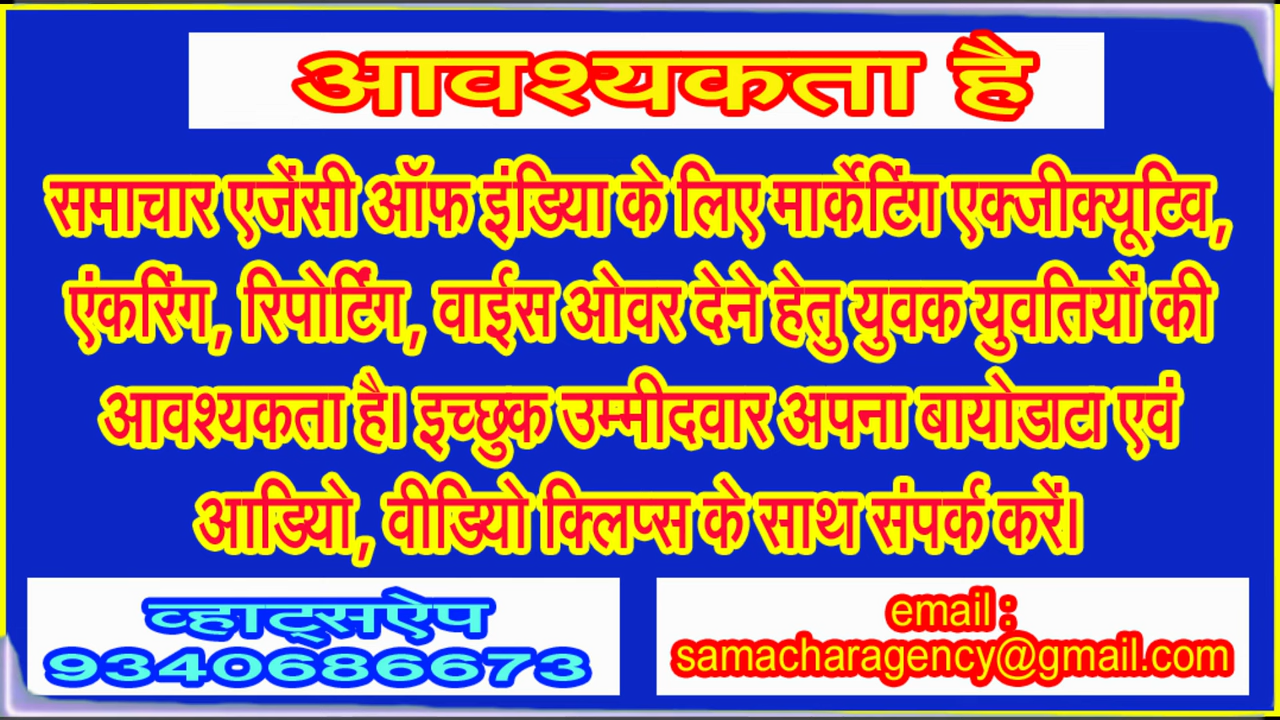 आवश्यकता है
समाचार एजेंसी ऑफ इंडिया के लिए मार्केटिंग एक्जीक्यूटिव,
एंकरिंग, रिपोर्टिंग, वाईस ओवर देने हेतु युवक युवतियों की
आवश्यकता है। इच्छुक उम्मीदवार अपना बायोडाटा एवं
आडियो, वीडियो क्लिप्स के साथ संपर्क करें।
व्हाट्सऐप
9340686673
email :
samacharagency@gmail.com